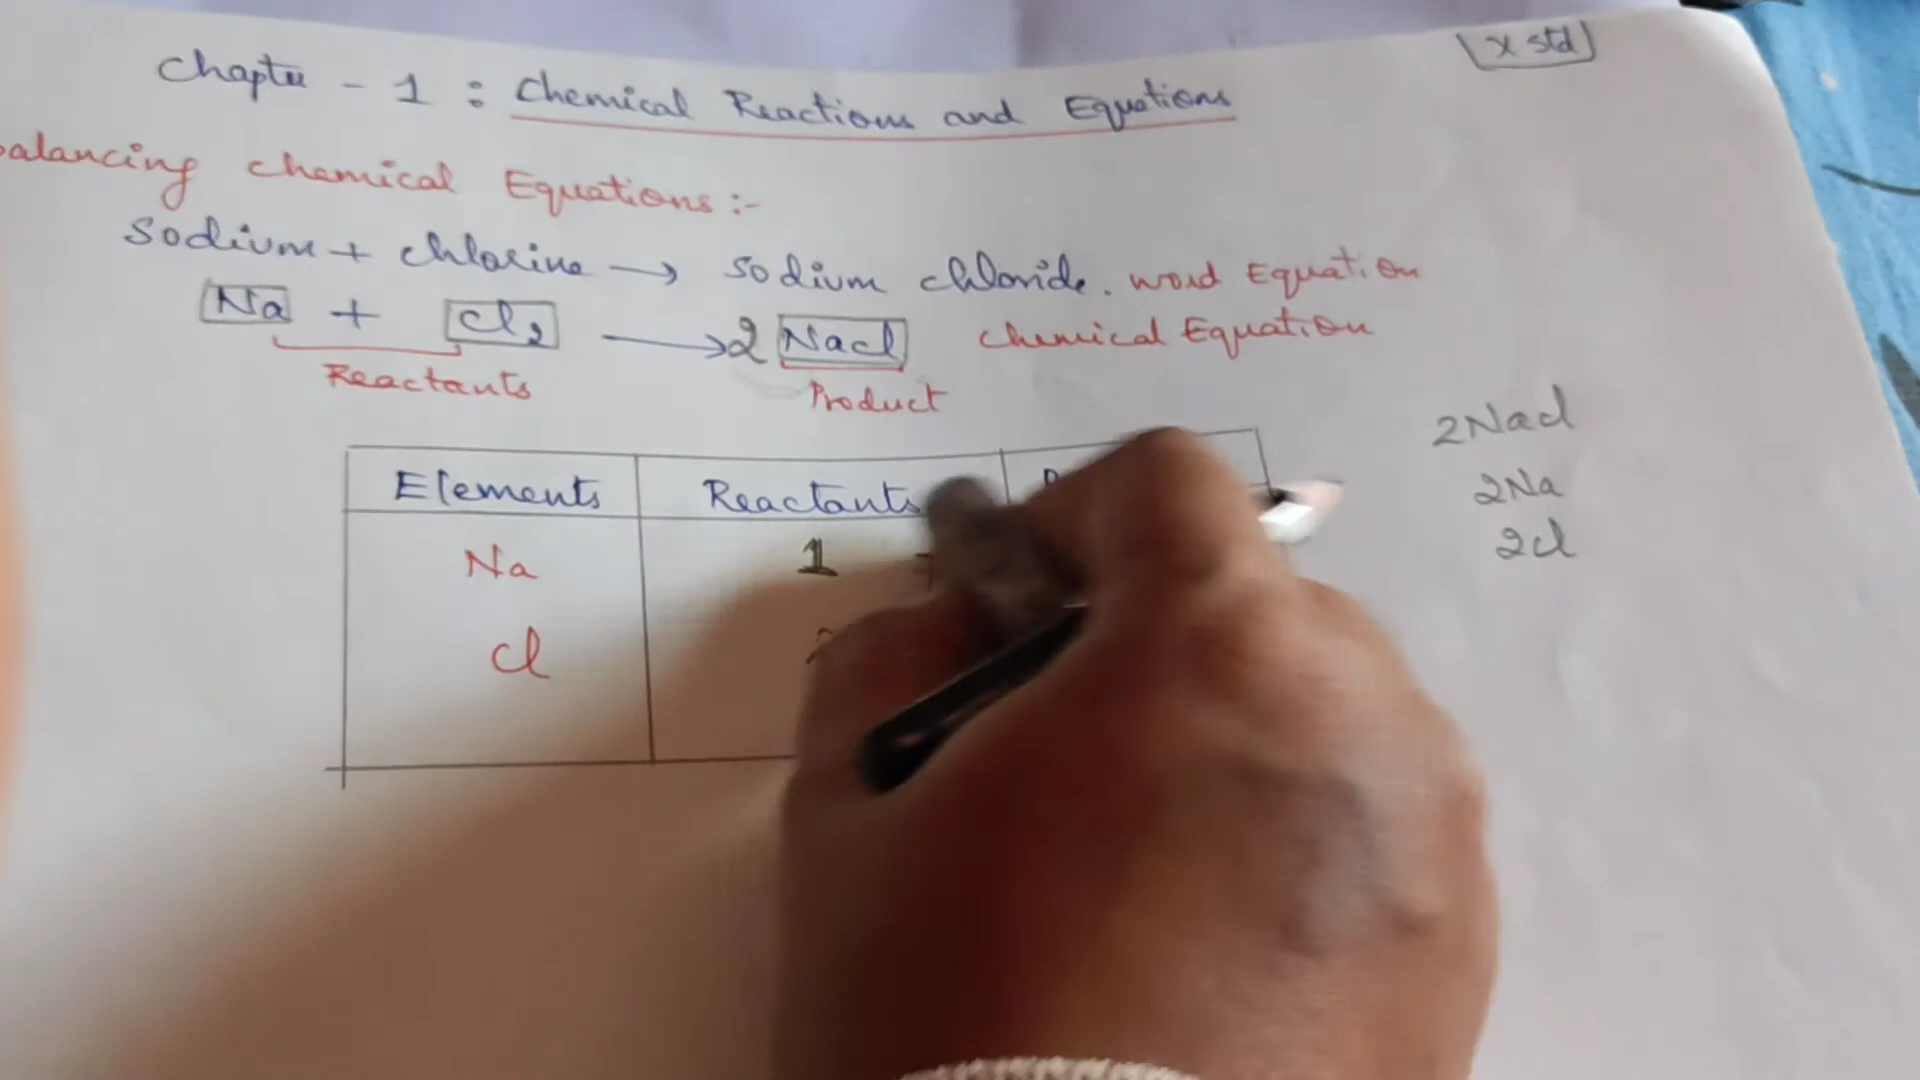 X std
Chapter - 1 : Chemical Reactions and Equations
balancing chemical Equations :-
Sodium + chlorine → sodium chloride. word Equation
Na + Cl2 → 2 Nacl chemical Equation
Reactants Product
2Nacl
2Na
2cl
Elements Reactants
Na 1
Cl